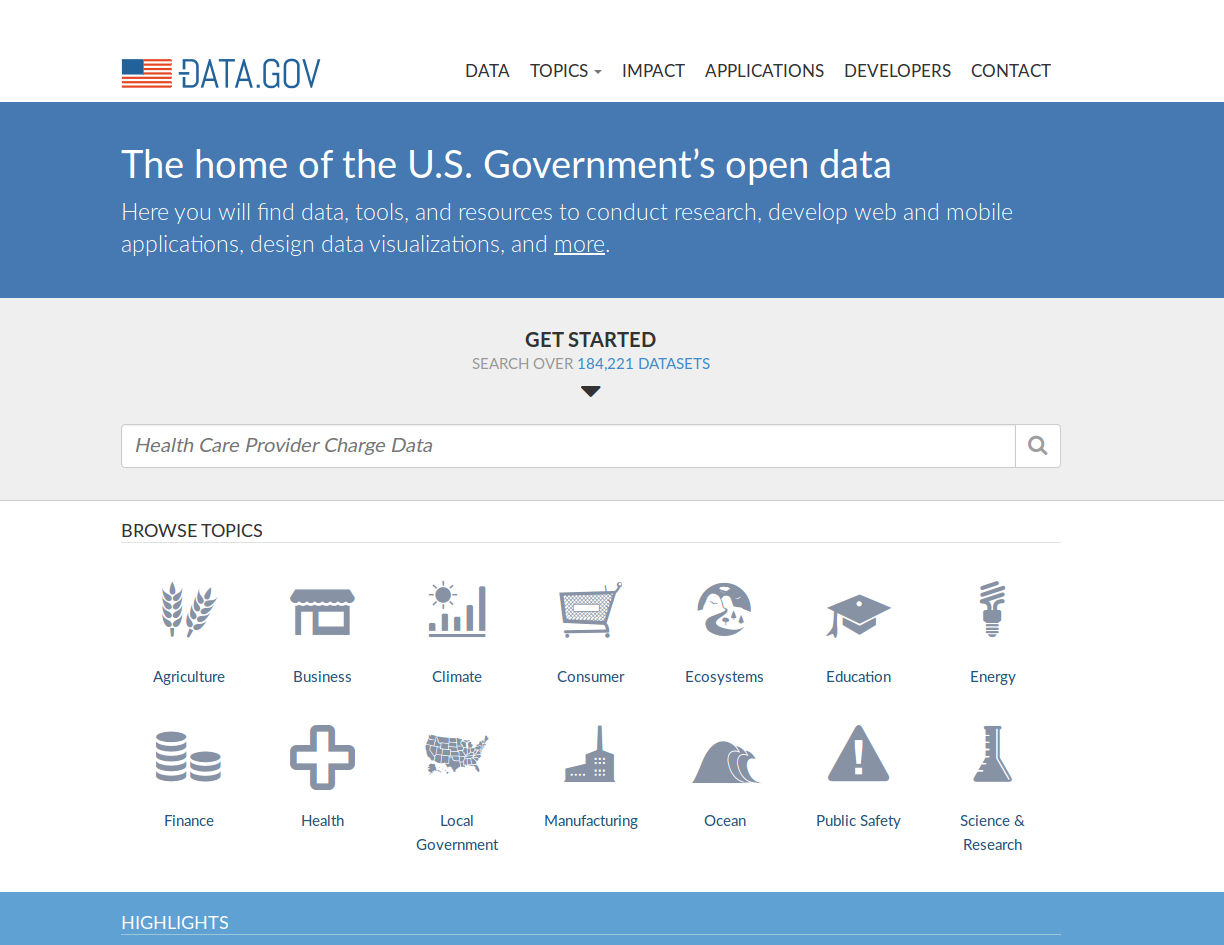 DATA.GOV
DATA TOPICS IMPACT APPLICATIONS DEVELOPERS CONTACT
The home of the U.S. Government’s open data
Here you will find data, tools, and resources to conduct research, develop web and mobile
applications, design data visualizations, and more.
GET STARTED
SEARCH OVER 184,221 DATASETS
Health Care Provider Charge Data
BROWSE TOPICS
Agriculture Business Climate Consumer Ecosystems Education Energy
Finance Health Local Government Manufacturing Ocean Public Safety Science & Research
HIGHLIGHTS